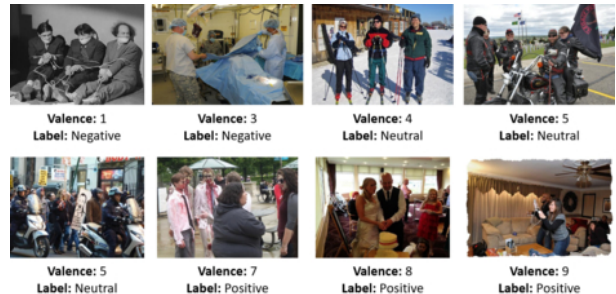 Valence: 1
Label: Negative
Valence: 3
Label: Negative
Valence: 4
Label: Neutral
Valence: 5
Label: Neutral
Valence: 5
Label: Neutral
Valence: 7
Label: Positive
Valence: 8
Label: Positive
Valence: 9
Label: Positive